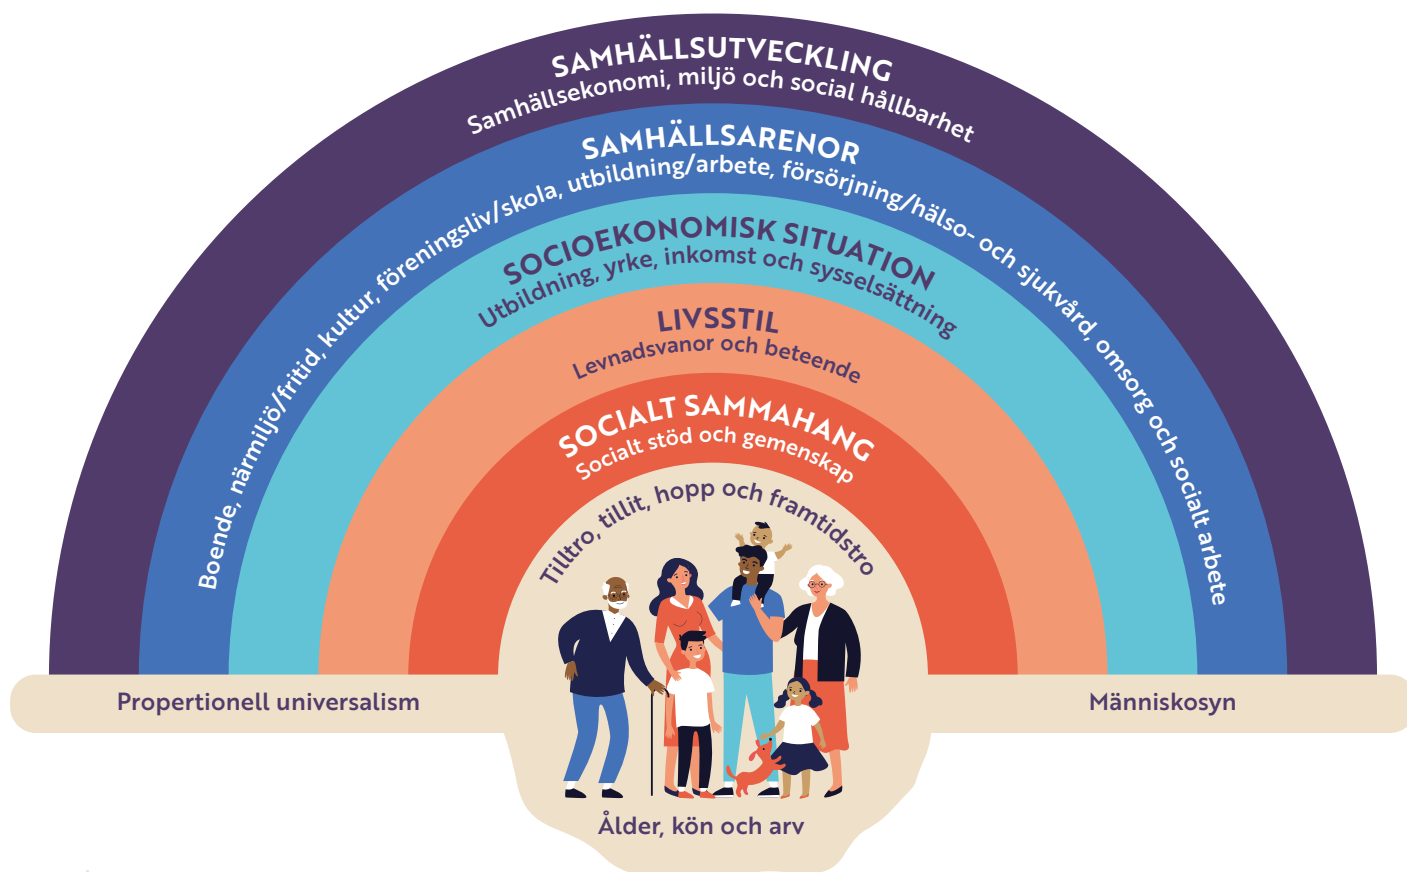 SAMHÄLLSUTVECKLING
Samhällsekonomi, miljö och social hållbarhet
SAMHÄLLSARENOR
Boende, närmiljö/fritid, kultur, föreningsliv/skola, utbildning/arbete, försörjning/hälso- och sjukvård, omsorg och socialt arbete
SOCIOEKONOMISK SITUATION
Utbildning, yrke, inkomst och sysselsättning
LIVSSTIL
Levnadsvanor och beteende
SOCIALT SAMMAHANG
Socialt stöd och gemenskap
Tilltro, tillit, hopp och framtidstro
Propertionell universalism
Människosyn
Ålder, kön och arv